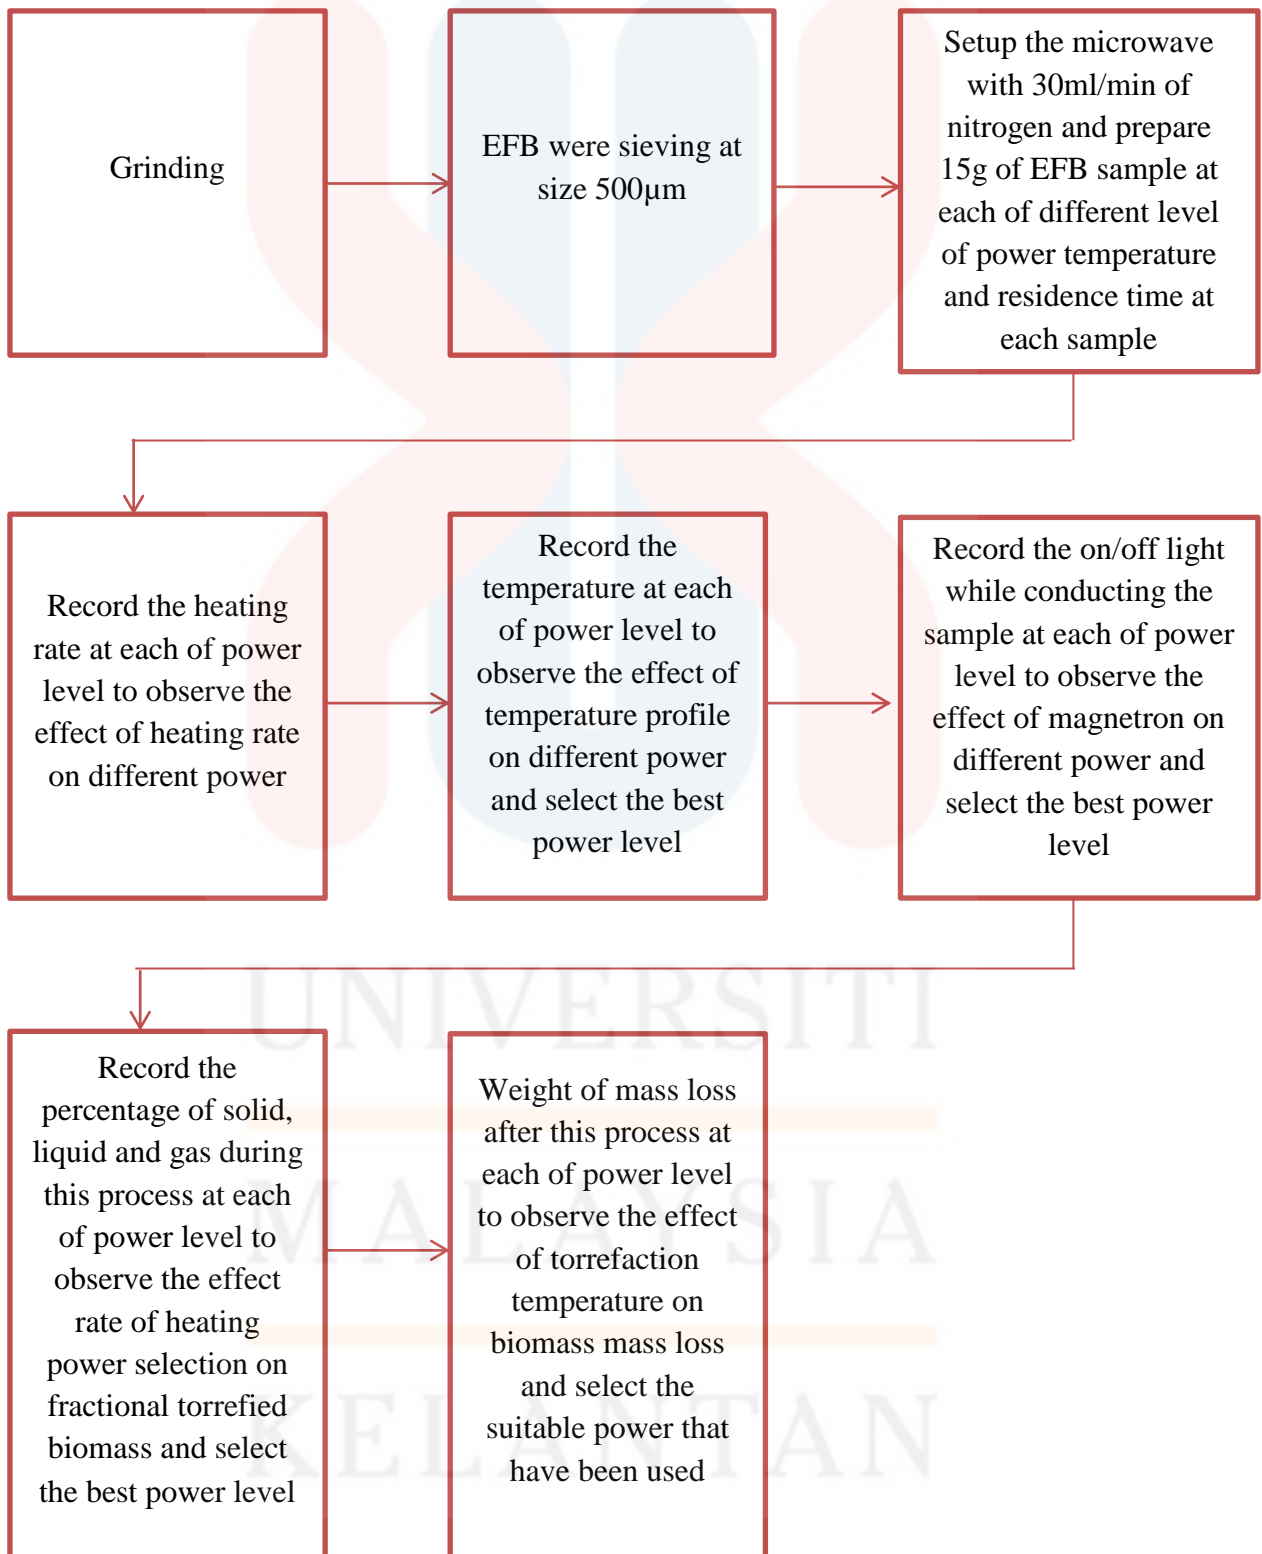 Grinding
EFB were sieving at
size 500µm
Setup the microwave
with 30ml/min of
nitrogen and prepare
15g of EFB sample at
each of different level
of power temperature
and residence time at
each sample
Record the heating
rate at each of power
level to observe the
effect of heating rate
on different power
Record the
temperature at each
of power level to
observe the effect of
temperature profile
on different power
and select the best
power level
Record the on/off light
while conducting the
sample at each of power
level to observe the
effect of magnetron on
different power and
select the best power
level
Record the
percentage of solid,
liquid and gas during
this process at each
of power level to
observe the effect
rate of heating
power selection on
fractional torrefied
biomass and select
the best power level
Weight of mass loss
after this process at
each of power level
to observe the effect
of torrefaction
temperature on
biomass mass loss
and select the
suitable power that
have been used
UNIVERSITI
MALAYSIA
KELANTAN